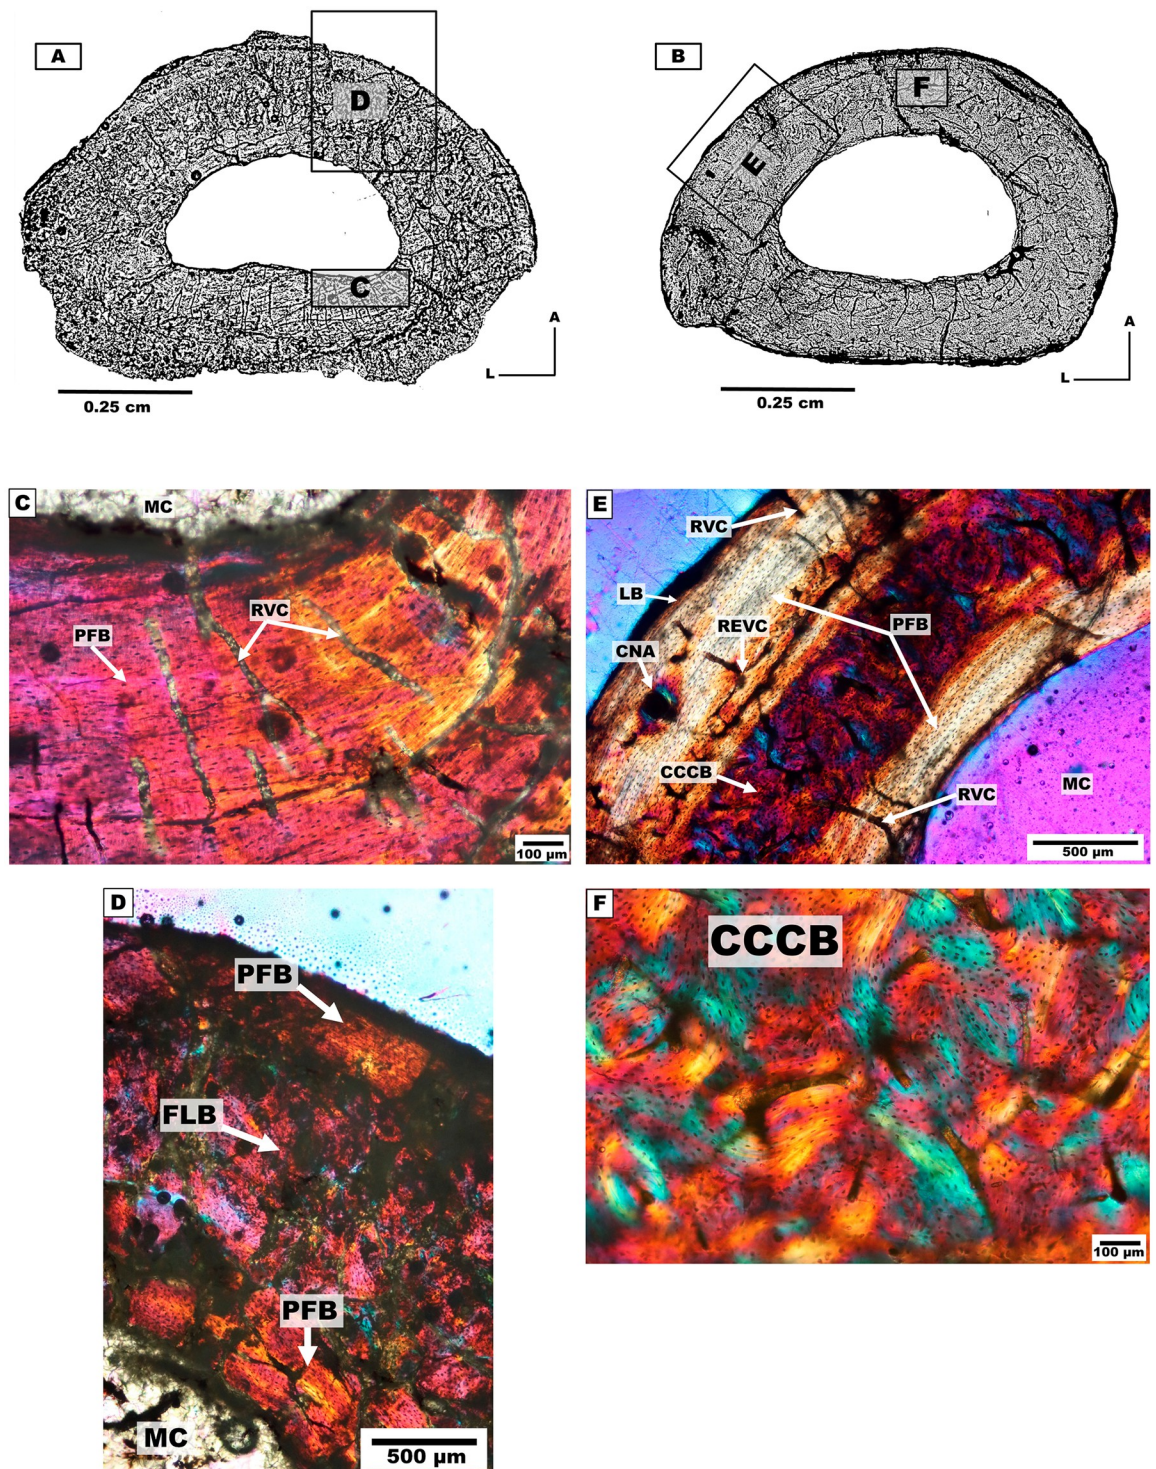 A
D
C
A
L
0.25 cm
B
F
E
A
L
0.25 cm
C
MC
RVC
PFB
100 µm
E
RVC
LB
REVC
PFB
CNA
CCCB
RVC
MC
500 µm
D
PFB
FLB
PFB
MC
500 µm
F
CCCB
100 µm